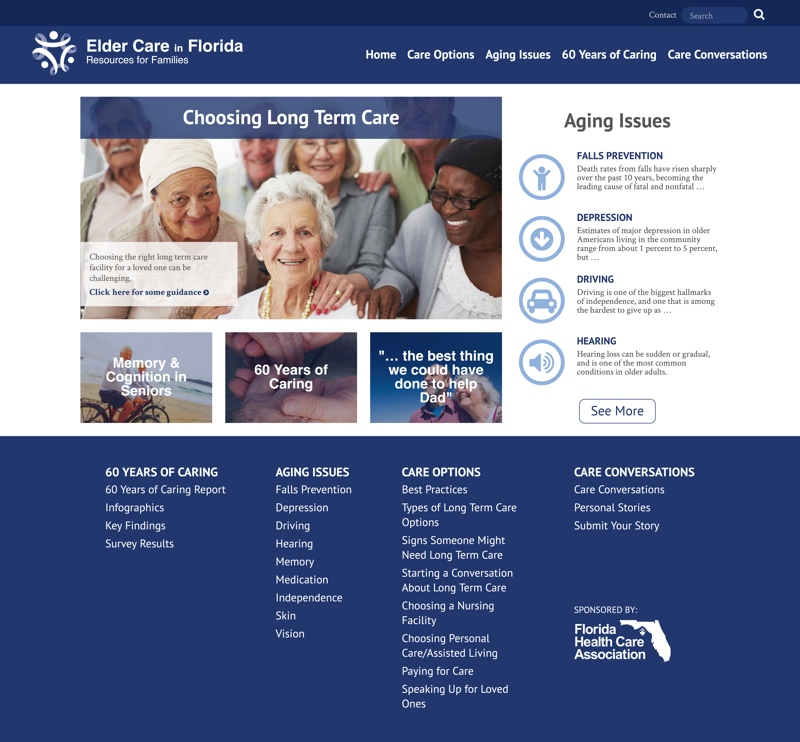 Contact
Search
Elder Care in Florida
Resources for Families
Home
Care Options
Aging Issues
60 Years of Caring
Care Conversations
Choosing Long Term Care
Choosing the right long term care
facility for a loved one can be
challenging.
Click here for some guidance
Memory &
Cognition in
Seniors
60 Years of
Caring
"... the best thing
we could have
done to help
Dad"
Aging Issues
FALLS PREVENTION
Death rates from falls have risen sharply
over the past 10 years, becoming the
leading cause of fatal and nonfatal …
DEPRESSION
Estimates of major depression in older
Americans living in the community
range from about 1 percent to 5 percent,
but …
DRIVING
Driving is one of the biggest hallmarks
of independence, and one that is among
the hardest to give up as …
HEARING
Hearing loss can be sudden or gradual,
and is one of the most common
conditions in older adults.
See More
60 YEARS OF CARING
60 Years of Caring Report
Infographics
Key Findings
Survey Results
AGING ISSUES
Falls Prevention
Depression
Driving
Hearing
Memory
Medication
Independence
Skin
Vision
CARE OPTIONS
Best Practices
Types of Long Term Care
Options
Signs Someone Might
Need Long Term Care
Starting a Conversation
About Long Term Care
Choosing a Nursing
Facility
Choosing Personal
Care/Assisted Living
Paying for Care
Speaking Up for Loved
Ones
CARE CONVERSATIONS
Care Conversations
Personal Stories
Submit Your Story
SPONSORED BY:
Florida
Health Care
Association